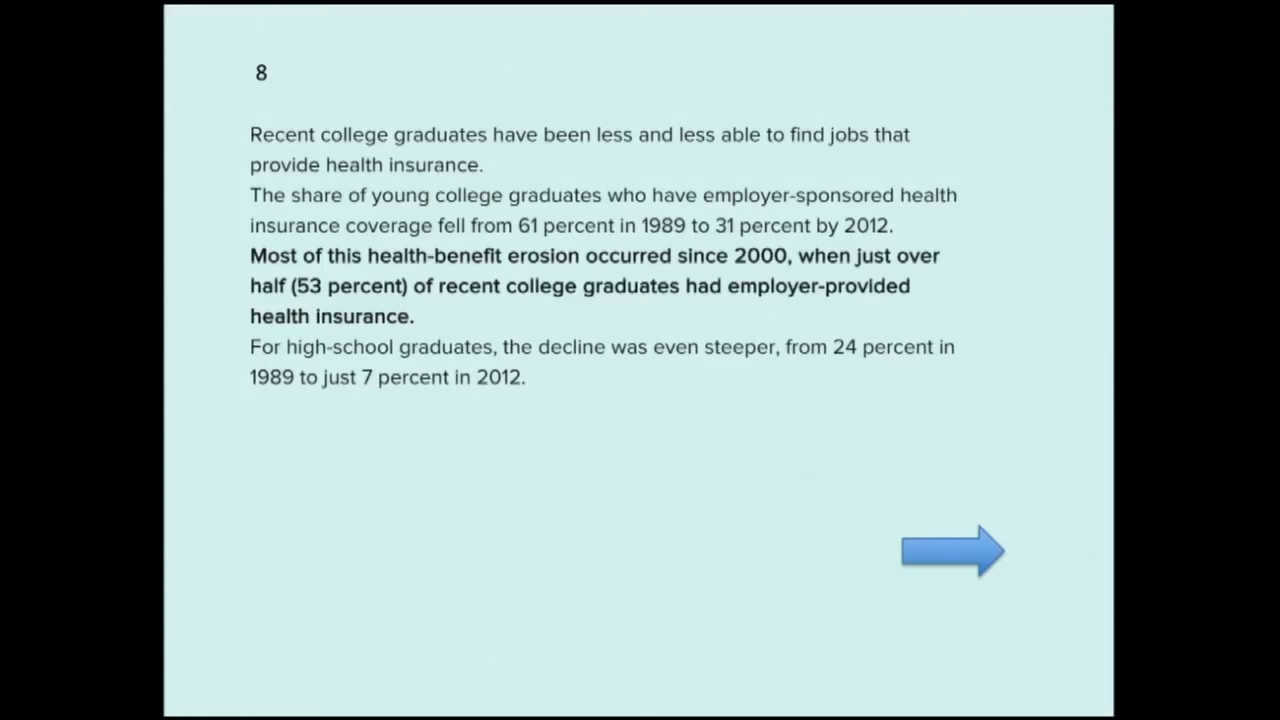 8
Recent college graduates have been less and less able to find jobs that
provide health insurance.
The share of young college graduates who have employer-sponsored health
insurance coverage fell from 61 percent in 1989 to 31 percent by 2012.
Most of this health-benefit erosion occurred since 2000, when just over
half (53 percent) of recent college graduates had employer-provided
health insurance.
For high-school graduates, the decline was even steeper, from 24 percent in
1989 to just 7 percent in 2012.